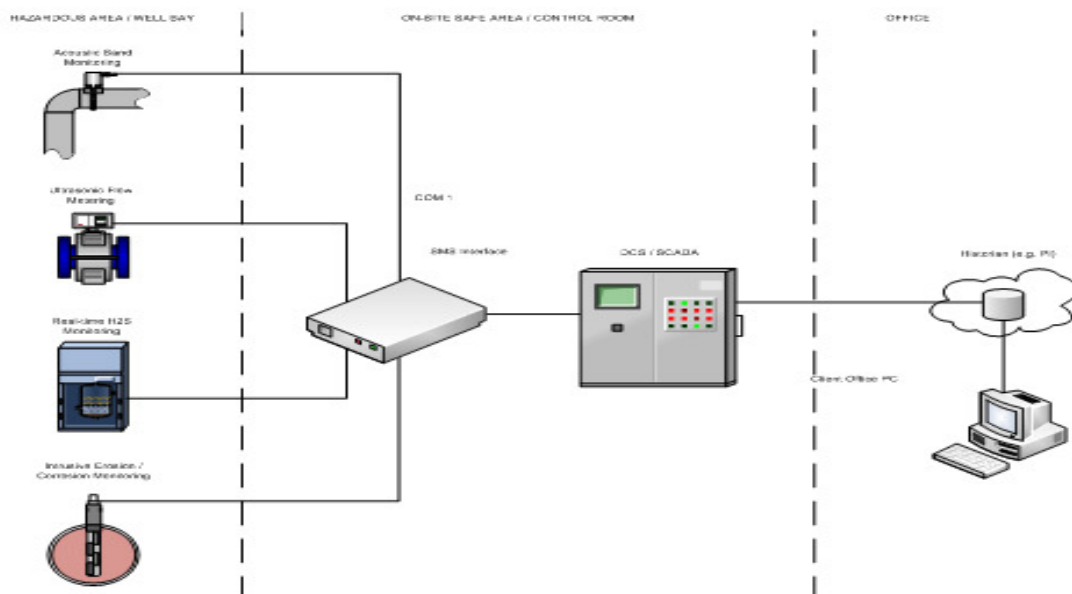 HAZARDOUS AREA / WELL BAY
ON-SITE SAFE AREA / CONTROL ROOM
OFFICE
Acoustic Sand
Monitoring
Ultrasonic Flow
Metering
COM 1
SMS Interface
DCS / SCADA
Historian (e.g. PI)
Real-time H2S
Monitoring
Client Office PC
Intrusive Erosion /
Corrosion Monitoring